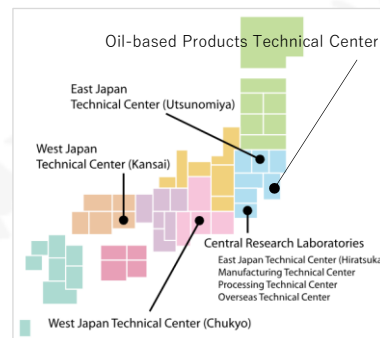 Oil-based Products Technical Center
East Japan
Technical Center (Utsunomiya)
West Japan
Technical Center (Kansai)
Central Research Laboratories
East Japan Technical Center (Hiratsuka
Manufacturing Technical Center
Processing Technical Center
Overseas Technical Center
West Japan Technical Center (Chukyo)